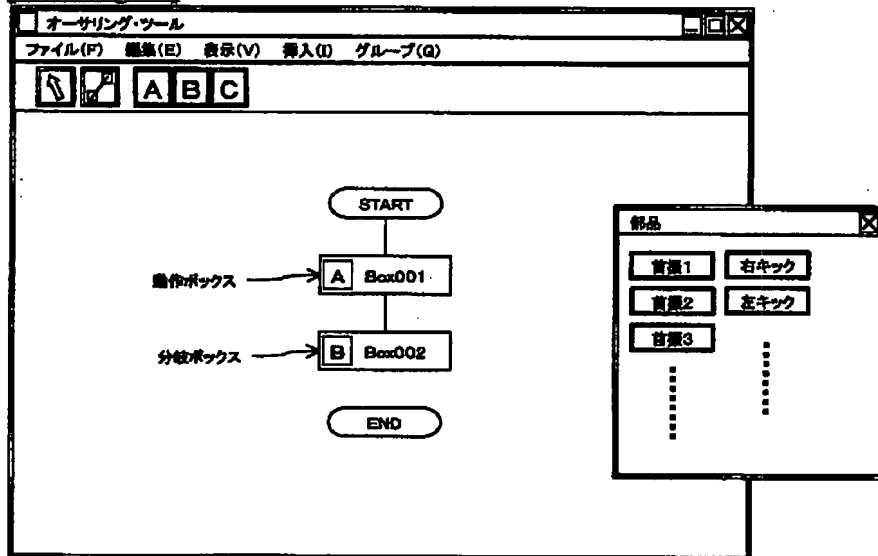 オーサリング・ツール
ファイル(F) 編集(E) 表示(V) 挿入(I) グループ(G)
A B C
START
動作ボックス
A Box001
分岐ボックス
B Box002
END
部品
首振1 右キック
首振2 左キック
首振3